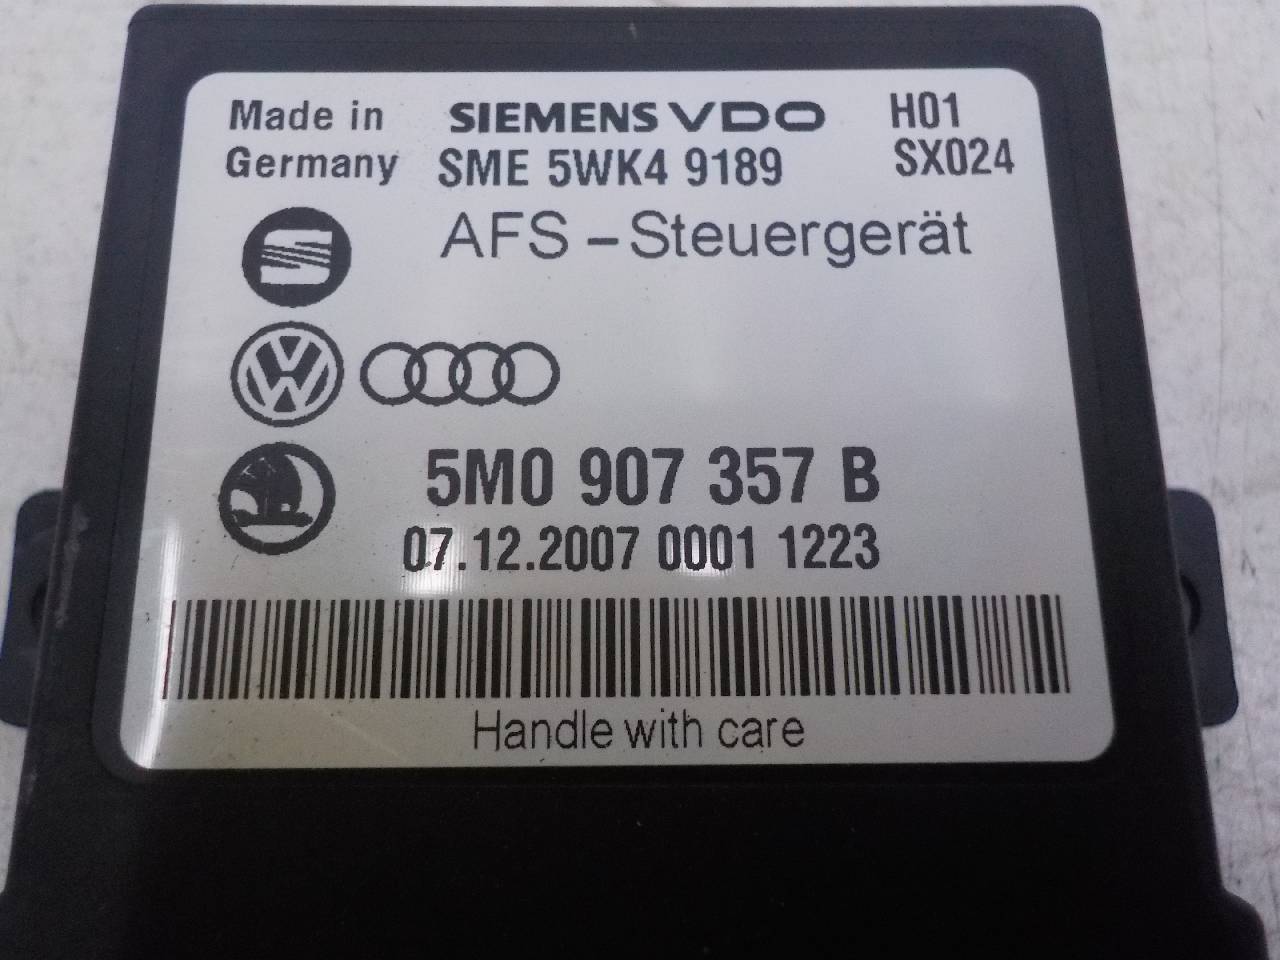 Made in SIEMENS VDO H01
Germany SME 5WK4 9189 SX024
AFS - Steuergerät
5M0 907 357 B
07.12.2007 0001 1223
Handle with care